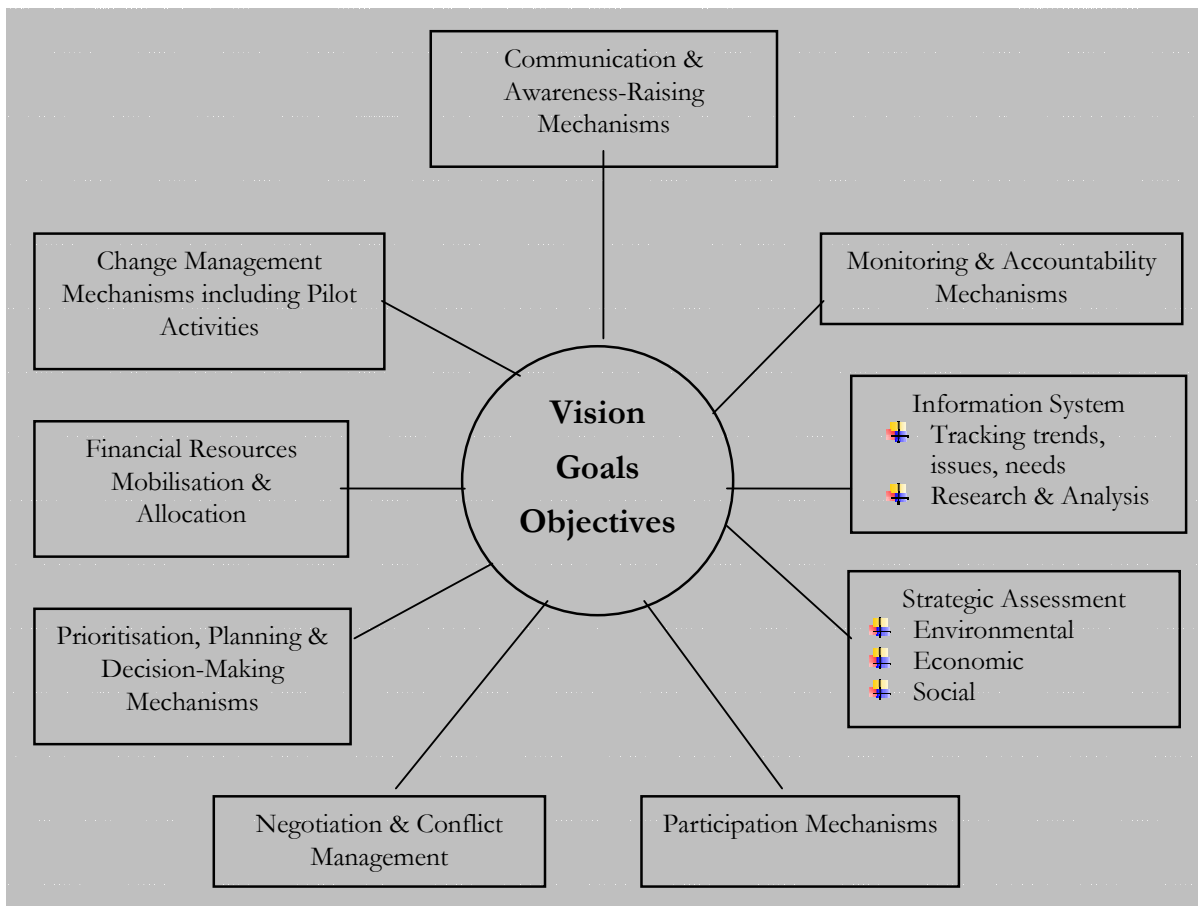 Communication &
Awareness-Raising
Mechanisms
Change Management
Mechanisms including Pilot
Activities
Monitoring & Accountability
Mechanisms
Vision
Goals
Objectives
Information System
Tracking trends,
issues, needs
Research & Analysis
Financial Resources
Mobilisation &
Allocation
Strategic Assessment
Environmental
Economic
Social
Prioritisation, Planning &
Decision-Making
Mechanisms
Negotiation & Conflict
Management
Participation Mechanisms